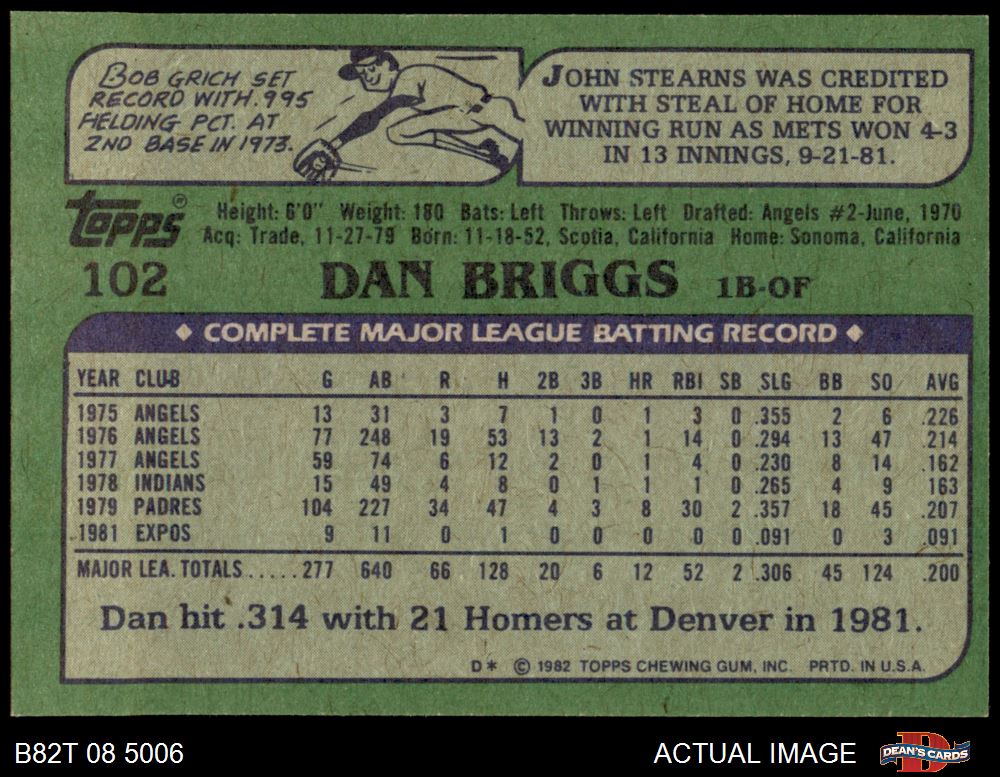 BOB GRICH SET
RECORD WITH .995
FIELDING PCT. AT
2ND BASE IN 1973.
JOHN STEARNS WAS CREDITED
WITH STEAL OF HOME FOR
WINNING RUN AS METS WON 4-3
IN 13 INNINGS, 9-21-81.
topps®
Height: 6'0" Weight: 180 Bats: Left Throws: Left Drafted: Angels #2-June, 1970
Acq: Trade, 11-27-79 Born: 11-18-52, Scotia, California Home: Sonoma, California
102 DAN BRIGGS 1B-OF
◆ COMPLETE MAJOR LEAGUE BATTING RECORD ◆
YEAR CLUB G AB R H 2B 3B HR RBI SB SLG BB SO AVG
1975 ANGELS 13 31 3 7 1 0 1 3 0 .355 2 6 .226
1976 ANGELS 77 248 19 53 13 2 1 14 0 .294 13 47 .214
1977 ANGELS 59 74 6 12 2 0 1 4 0 .230 8 14 .162
1978 INDIANS 15 49 4 8 0 1 1 1 0 .265 4 9 163
1979 PADRES 104 227 34 47 4 3 8 30 2 .357 18 45 .207
1981 EXPOS 9 11 0 1 0 0 0 0 0 .091 0 3 .091
MAJOR LEA. TOTALS.....277 640 66 128 20 6 12 52 2 .306 45 124 .200
Dan hit .314 with 21 Homers at Denver in 1981.
D* © 1982 TOPPS CHEWING GUM, INC. PRTD. IN U.S.A.
B82T 08 5006
ACTUAL IMAGE
DEAN'S CARDS